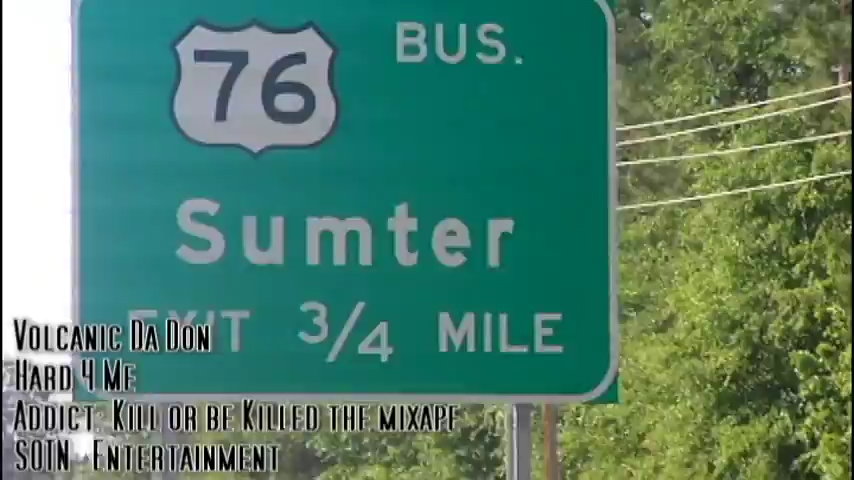 76 BUS.
Sumter
EXIT 3/4 MILE
Volcanic Da Don
Hard 4 Me
Addict: Kill or be Killed the mixape
SOTN Entertainment